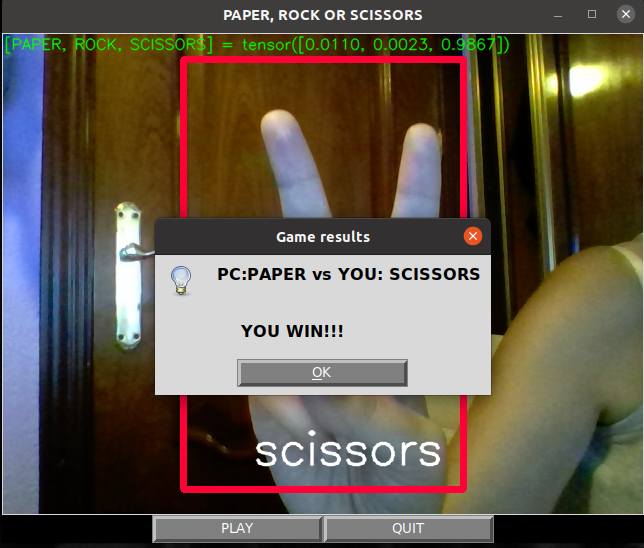 PAPER, ROCK OR SCISSORS
[PAPER, ROCK, SCISSORS] = tensor([0.0110, 0.0023, 0.9867])
Game results
PC:PAPER vs YOU: SCISSORS
YOU WIN!!!
OK
scissors
PLAY QUIT